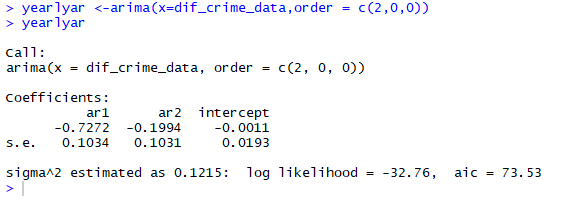 > yearlyar <-arima(x=dif_crime_data,order = c(2,0,0))
> yearlyar
Call:
arima(x = dif_crime_data, order = c(2, 0, 0))
Coefficients:
          ar1      ar2  intercept
      -0.7272  -0.1994    -0.0011
s.e.   0.1034   0.1031     0.0193
sigma^2 estimated as 0.1215:  log likelihood = -32.76,  aic = 73.53
>